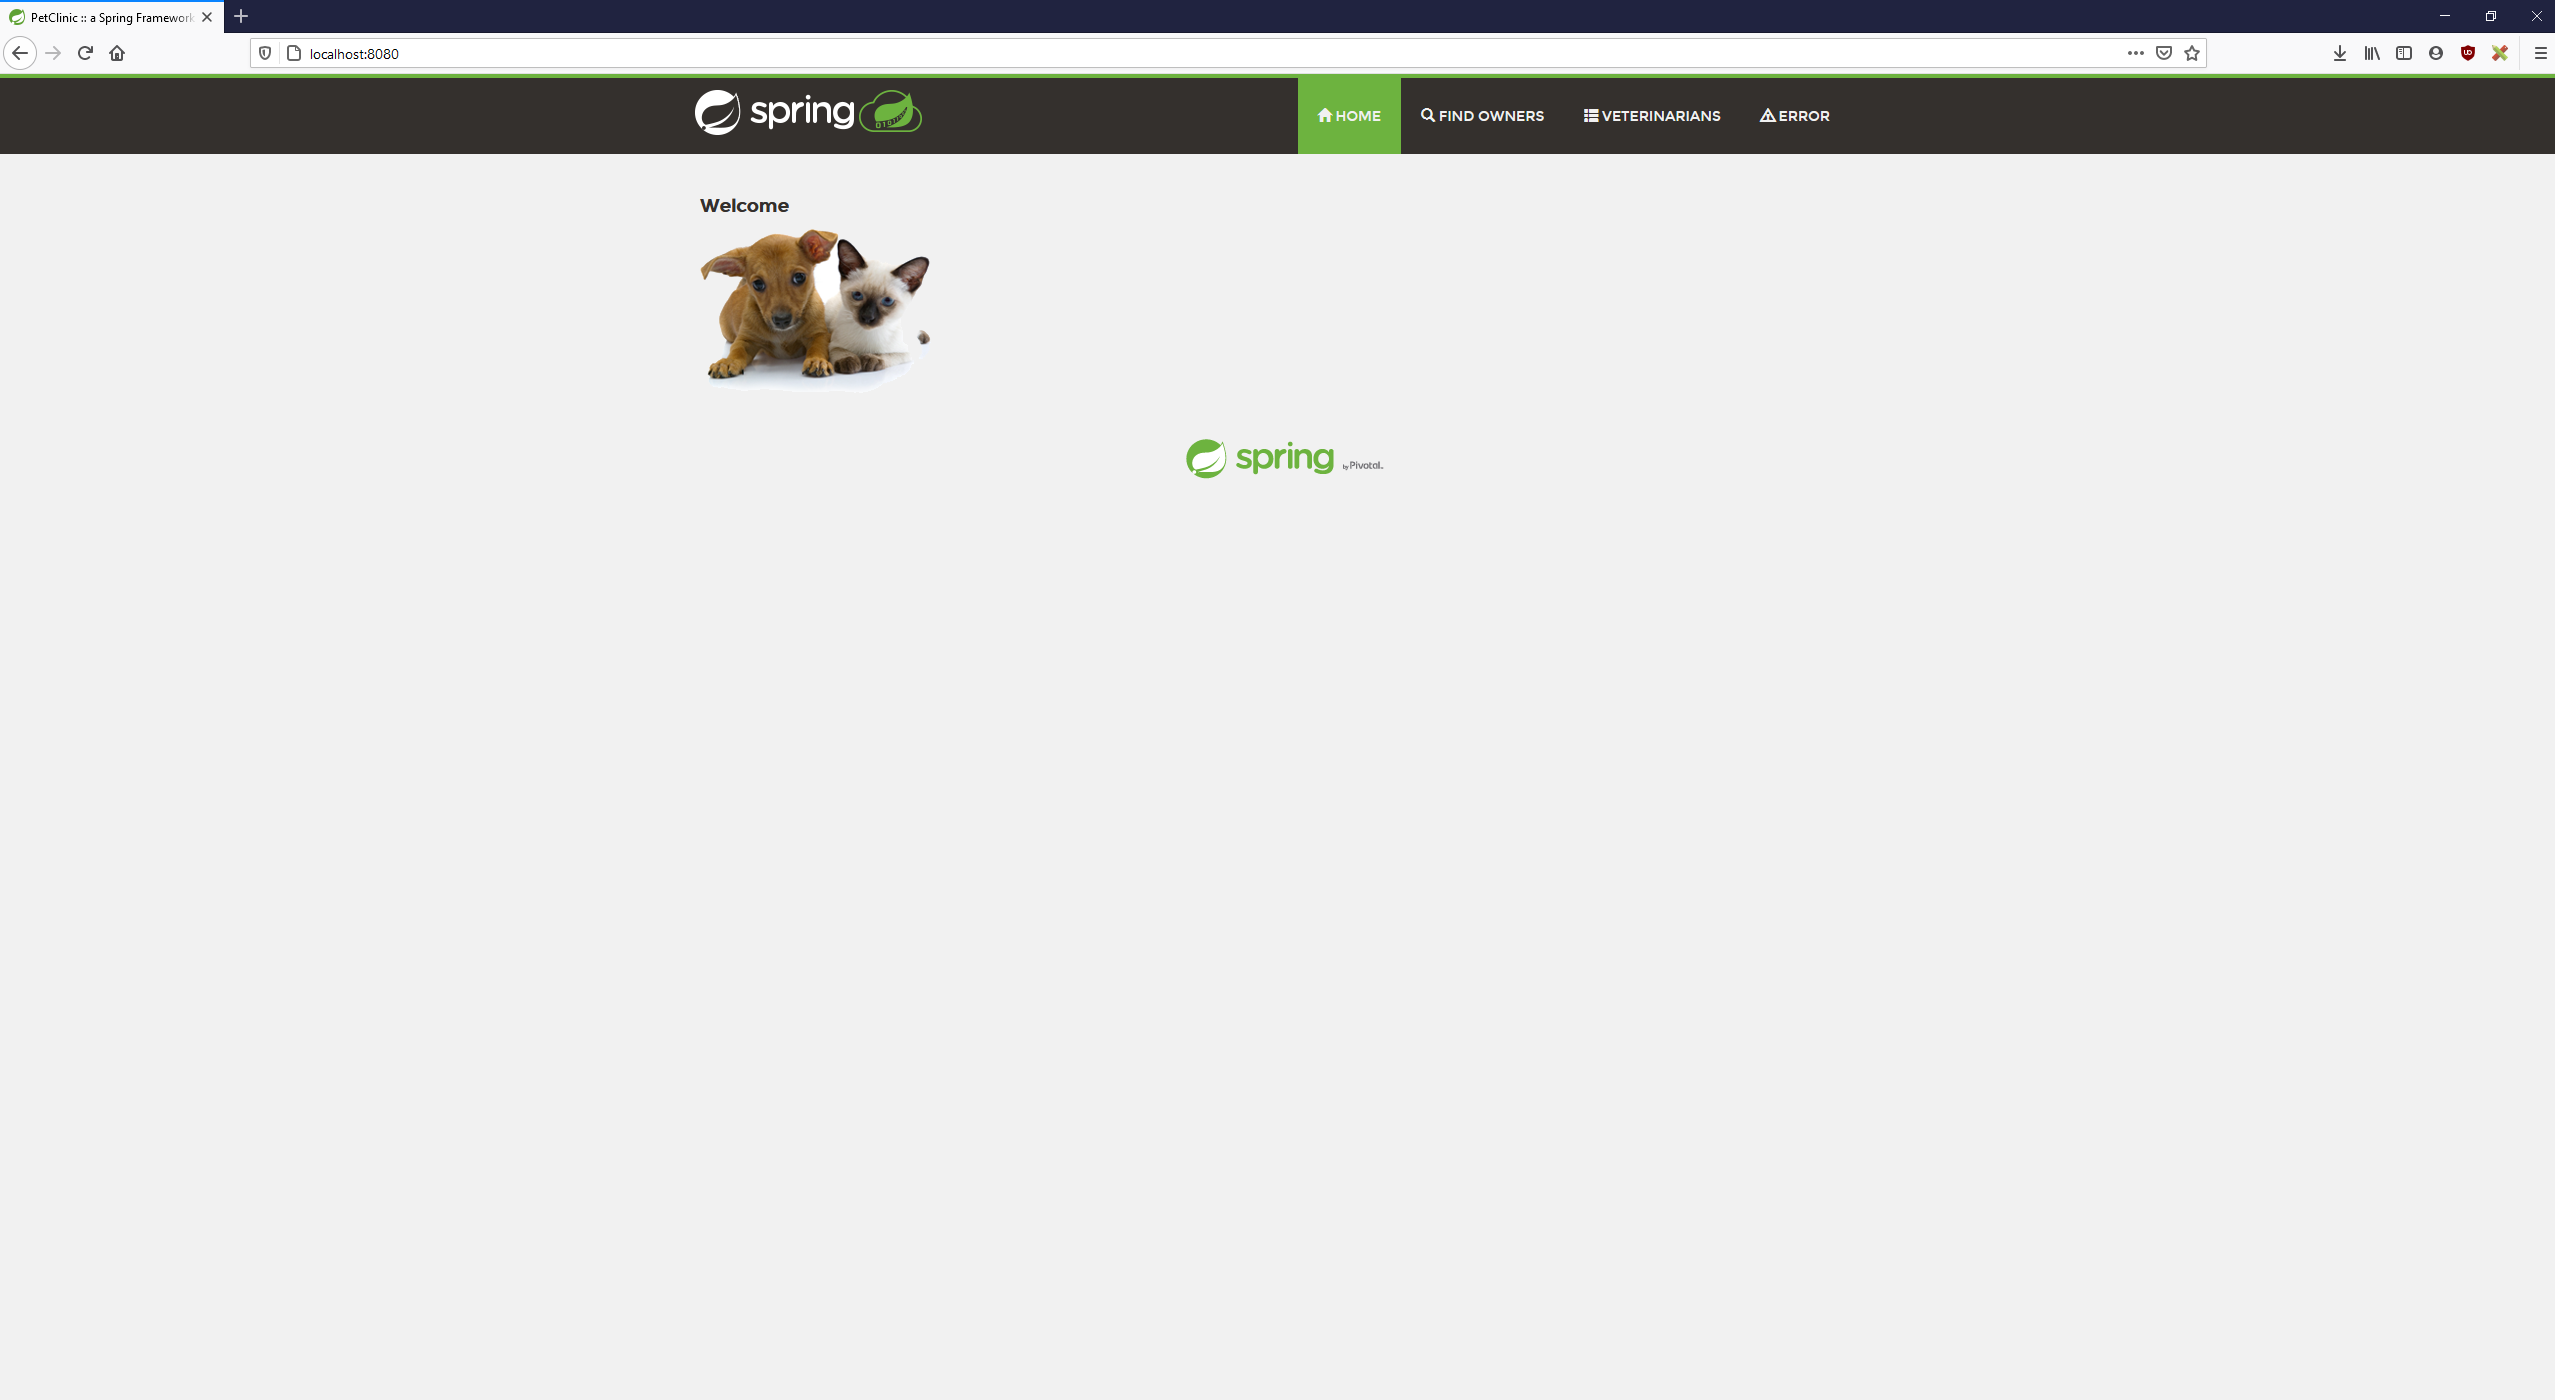 PetClinic :: a Spring Framework
localhost:8080
spring
HOME
FIND OWNERS
VETERINARIANS
ERROR
Welcome
spring by Pivotal